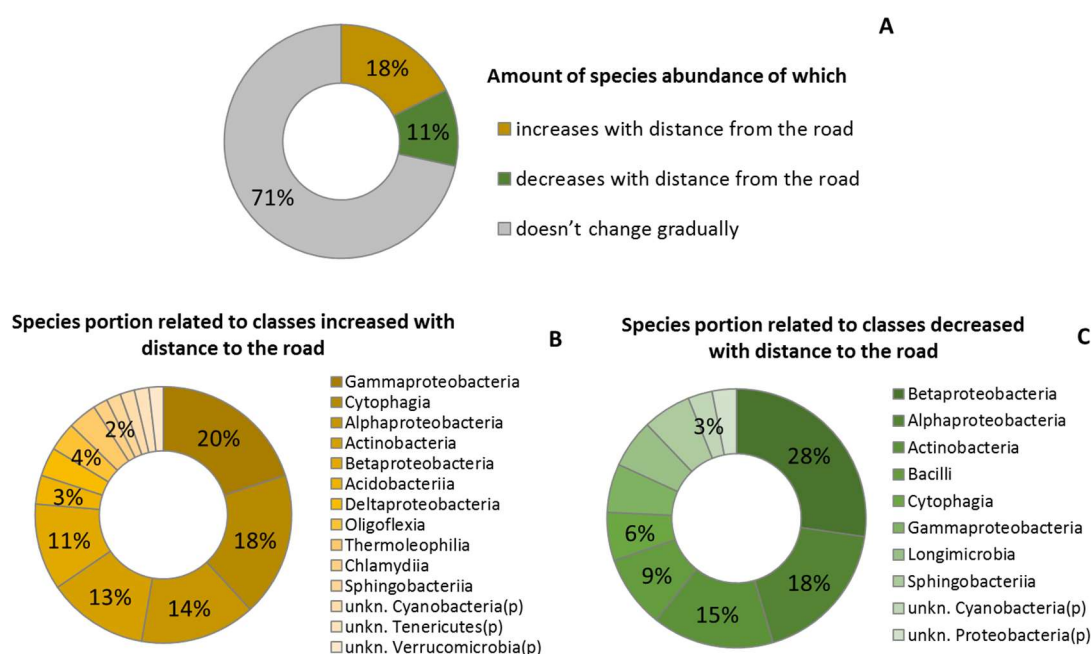 A
18%
11%
71%
Amount of species abundance of which
increases with distance from the road
decreases with distance from the road
doesn't change gradually
Species portion related to classes increased with
distance to the road
B
20%
18%
14%
13%
11%
3%
4%
2%
Gammaproteobacteria
Cytophagia
Alphaproteobacteria
Actinobacteria
Betaproteobacteria
Acidobacteriia
Deltaproteobacteria
Oligoflexia
Thermoleophilia
Chlamydiia
Sphingobacteriia
unkn. Cyanobacteria(p)
unkn. Tenericutes(p)
unkn. Verrucomicrobia(p)
Species portion related to classes decreased
with distance to the road
C
28%
18%
15%
9%
6%
3%
Betaproteobacteria
Alphaproteobacteria
Actinobacteria
Bacilli
Cytophagia
Gammaproteobacteria
Longimicrobia
Sphingobacteriia
unkn. Cyanobacteria(p)
unkn. Proteobacteria(p)